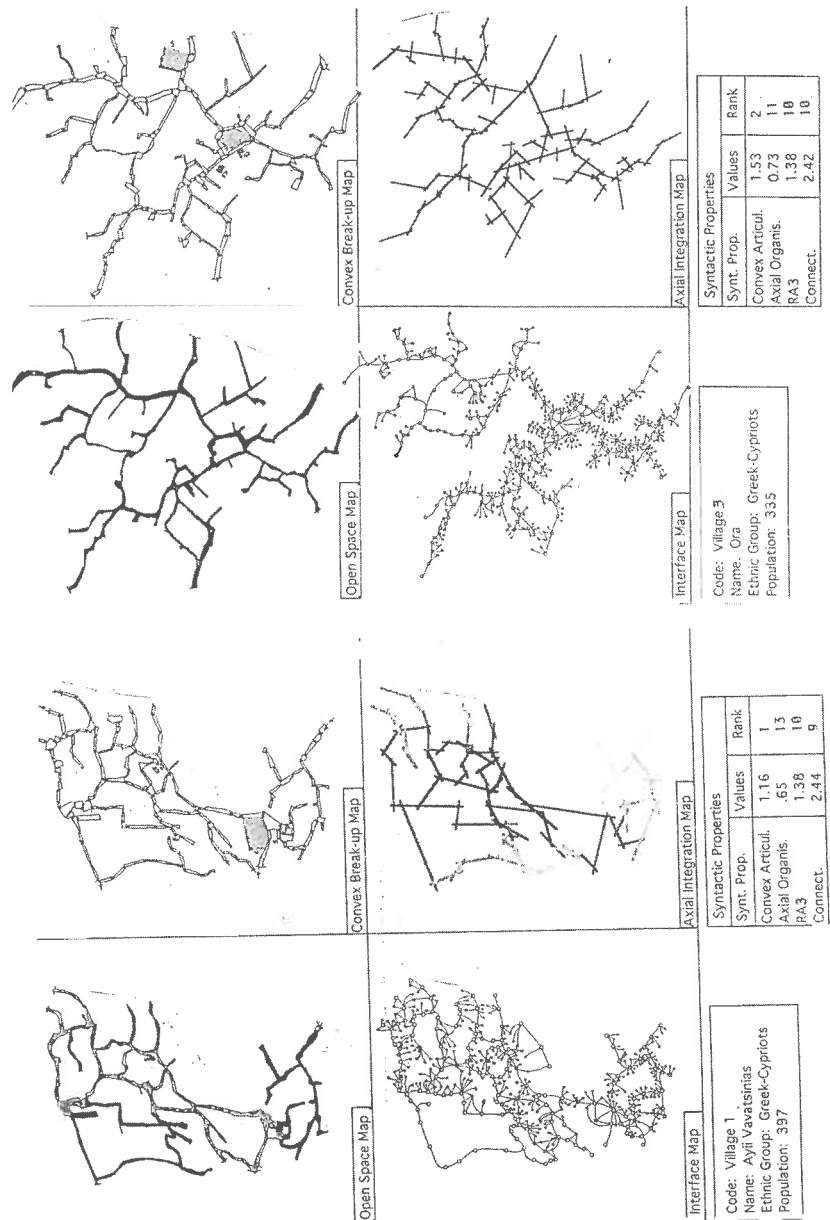 Open Space Map
Convex Break-up Map
Interface Map
Axial Integration Map
Code: Village 1
Name: Ayii Vavatsinias
Ethnic Group: Greek-Cypriots
Population: 397
Syntactic Properties
Synt. Prop. Values Rank
Convex Articul. 1.16 1
Axial Organis. .65 13
RA3 1.38 10
Connect. 2.44 9
Open Space Map
Convex Break-up Map
Interface Map
Axial Integration Map
Code: Village 3
Name. Ora
Ethnic Group: Greek-Cypriots
Population: 335
Syntactic Properties
Synt. Prop. Values Rank
Convex Articul. 1.53 2
Axial Organis. 0.73 11
RA3 1.38 10
Connect. 2.42 10